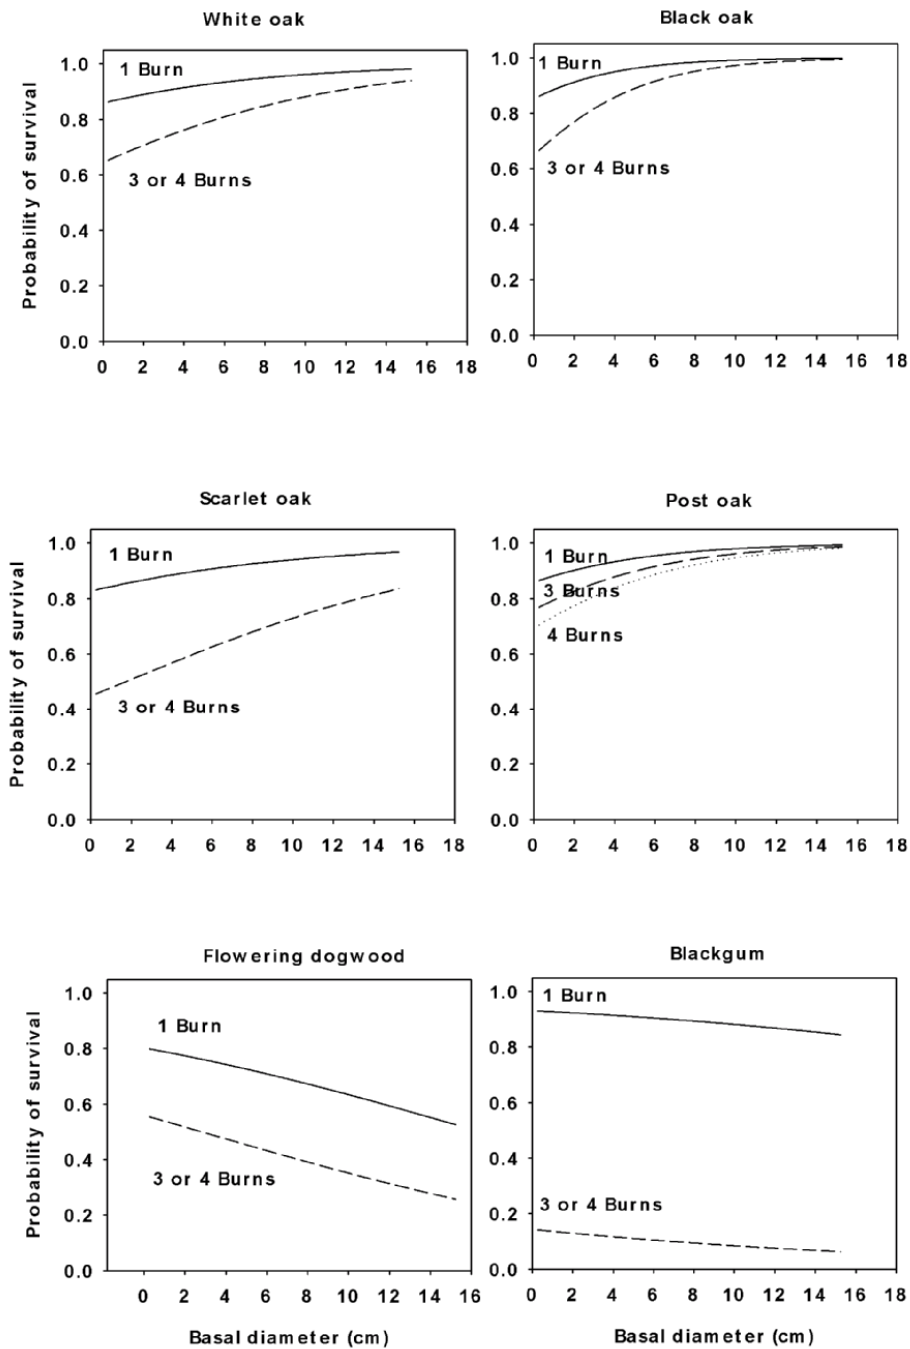 White oak
Probability of survival
1.0
0.8
0.6
0.4
0.2
0.0
1 Burn
3 or 4 Burns
0 2 4 6 8 10 12 14 16 18
Black oak
1.0
0.8
0.6
0.4
0.2
0.0
1 Burn
3 or 4 Burns
0 2 4 6 8 10 12 14 16 18
Scarlet oak
Probability of survival
1.0
0.8
0.6
0.4
0.2
0.0
1 Burn
3 or 4 Burns
0 2 4 6 8 10 12 14 16 18
Post oak
1.0
0.8
0.6
0.4
0.2
0.0
1 Burn
3 Burns
4 Burns
0 2 4 6 8 10 12 14 16 18
Flowering dogwood
Probability of survival
1.0
0.8
0.6
0.4
0.2
0.0
1 Burn
3 or 4 Burns
0 2 4 6 8 10 12 14 16
Basal diameter (cm)
Blackgum
1.0
0.8
0.6
0.4
0.2
0.0
1 Burn
3 or 4 Burns
0 2 4 6 8 10 12 14 16 18
Basal diameter (cm)